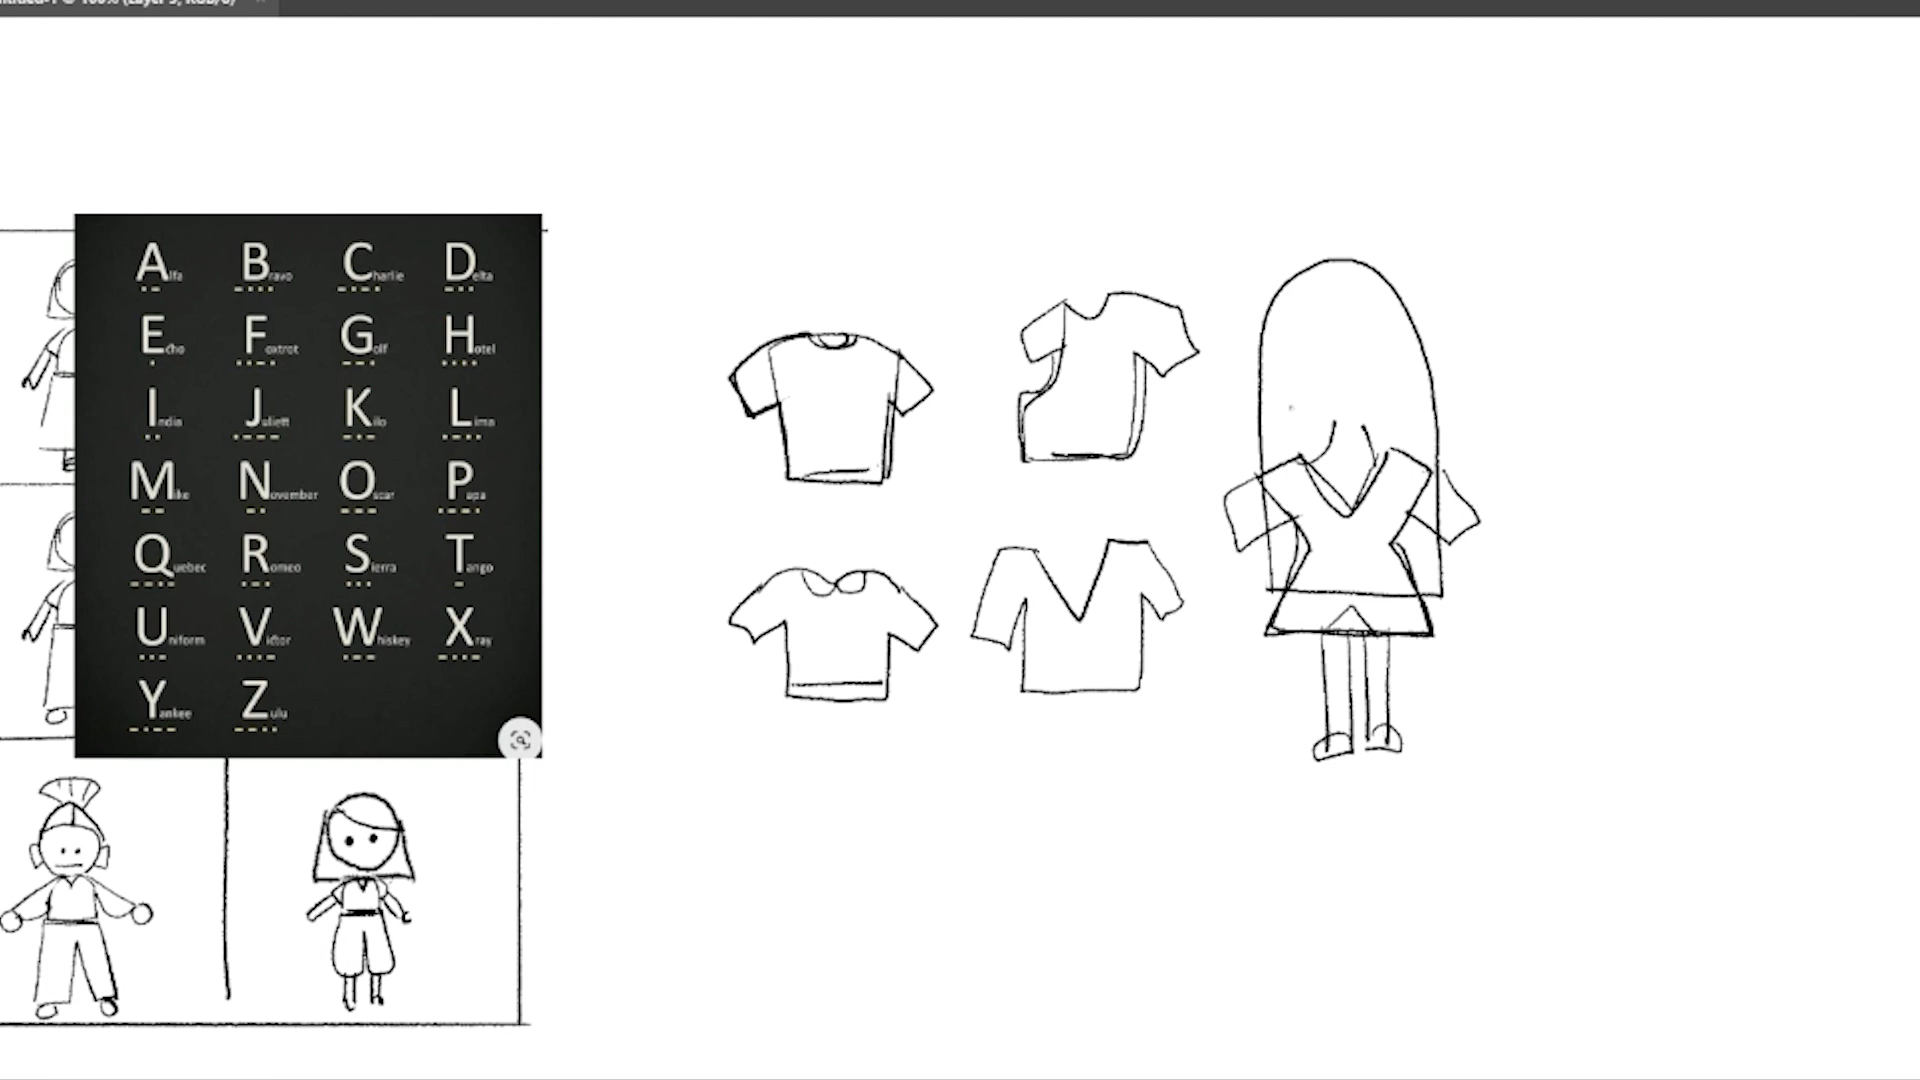 Alfa Bravo Charlie Delta
Echo Foxtrot Golf Hotel
India Juliett Kilo Lima
Mike November Oscar Papa
Quebec Romeo Sierra Tango
Uniform Victor Whiskey X ray
Yankee Zulu